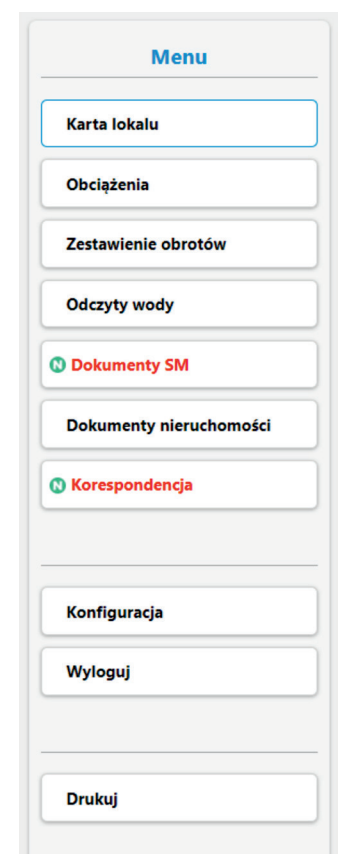 Menu
Karta lokalu
Obciążenia
Zestawienie obrotów
Odczyty wody
N Dokumenty SM
Dokumenty nieruchomości
N Korespondencja
Konfiguracja
Wyloguj
Drukuj